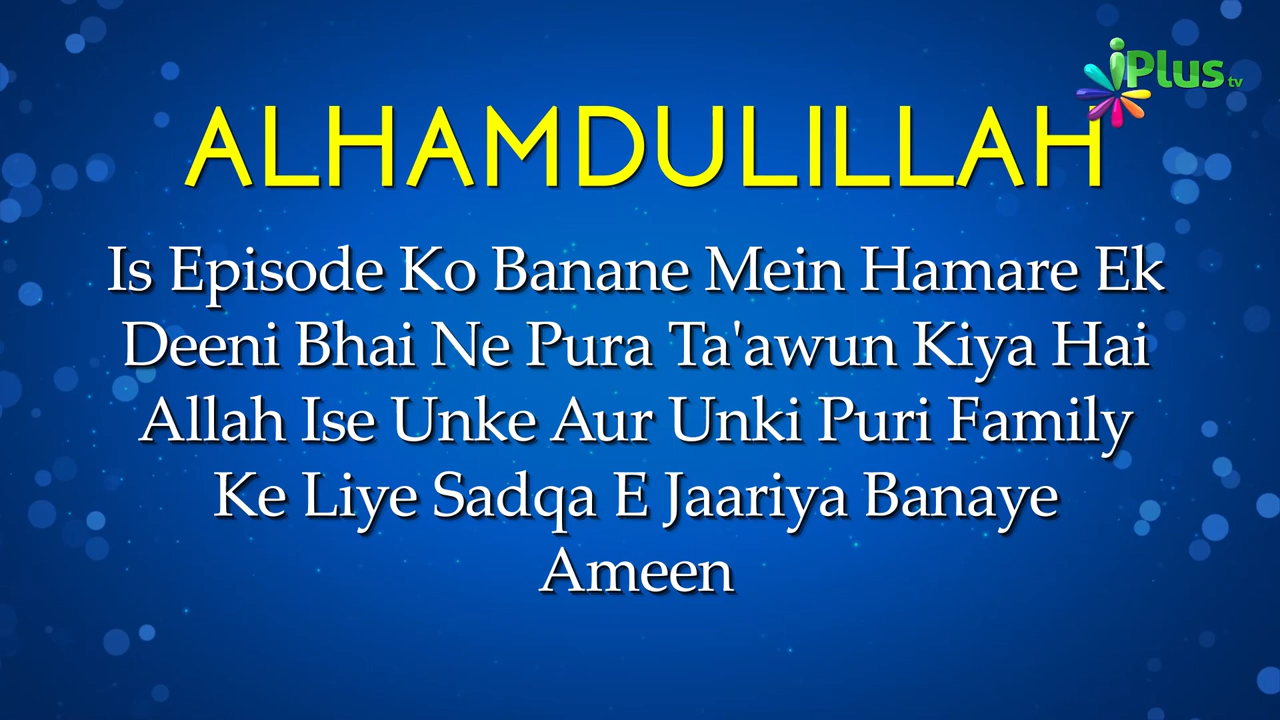 iPlus tv
ALHAMDULILLAH
Is Episode Ko Banane Mein Hamare Ek
Deeni Bhai Ne Pura Ta'awun Kiya Hai
Allah Ise Unke Aur Unki Puri Family
Ke Liye Sadqa E Jaariya Banaye
Ameen